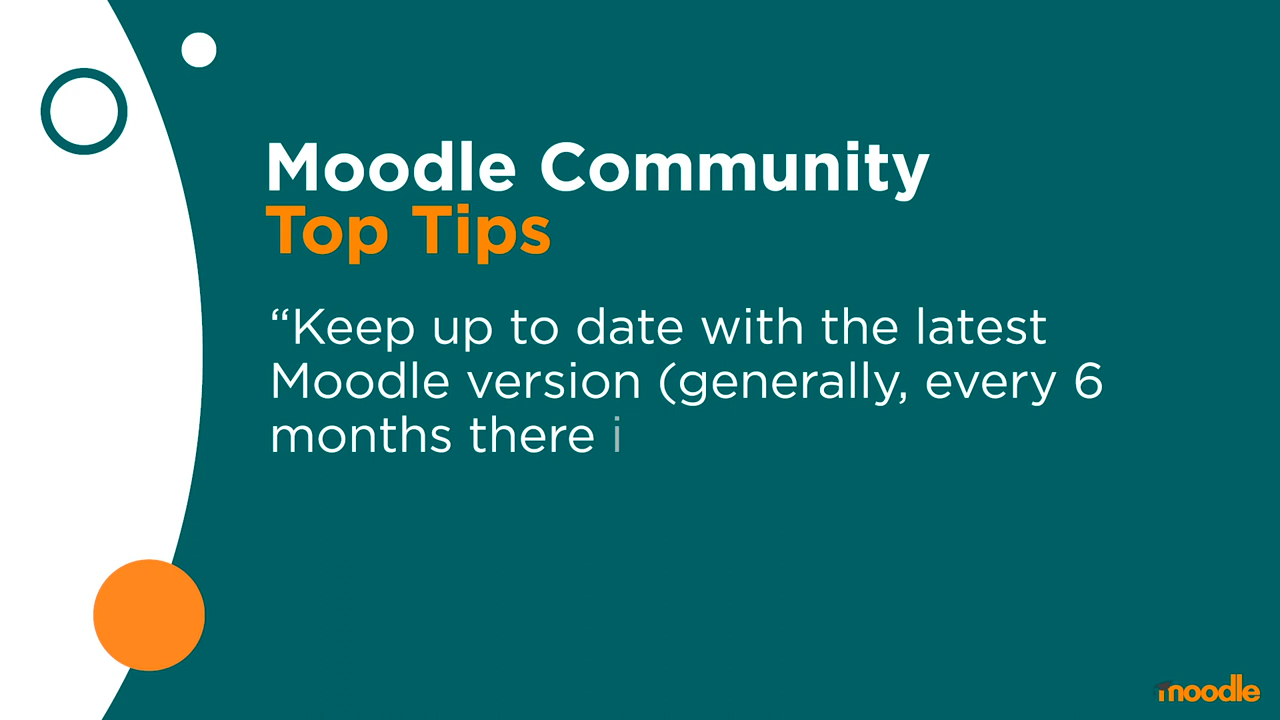 Moodle Community
Top Tips
“Keep up to date with the latest
Moodle version (generally, every 6
months there i
moodle